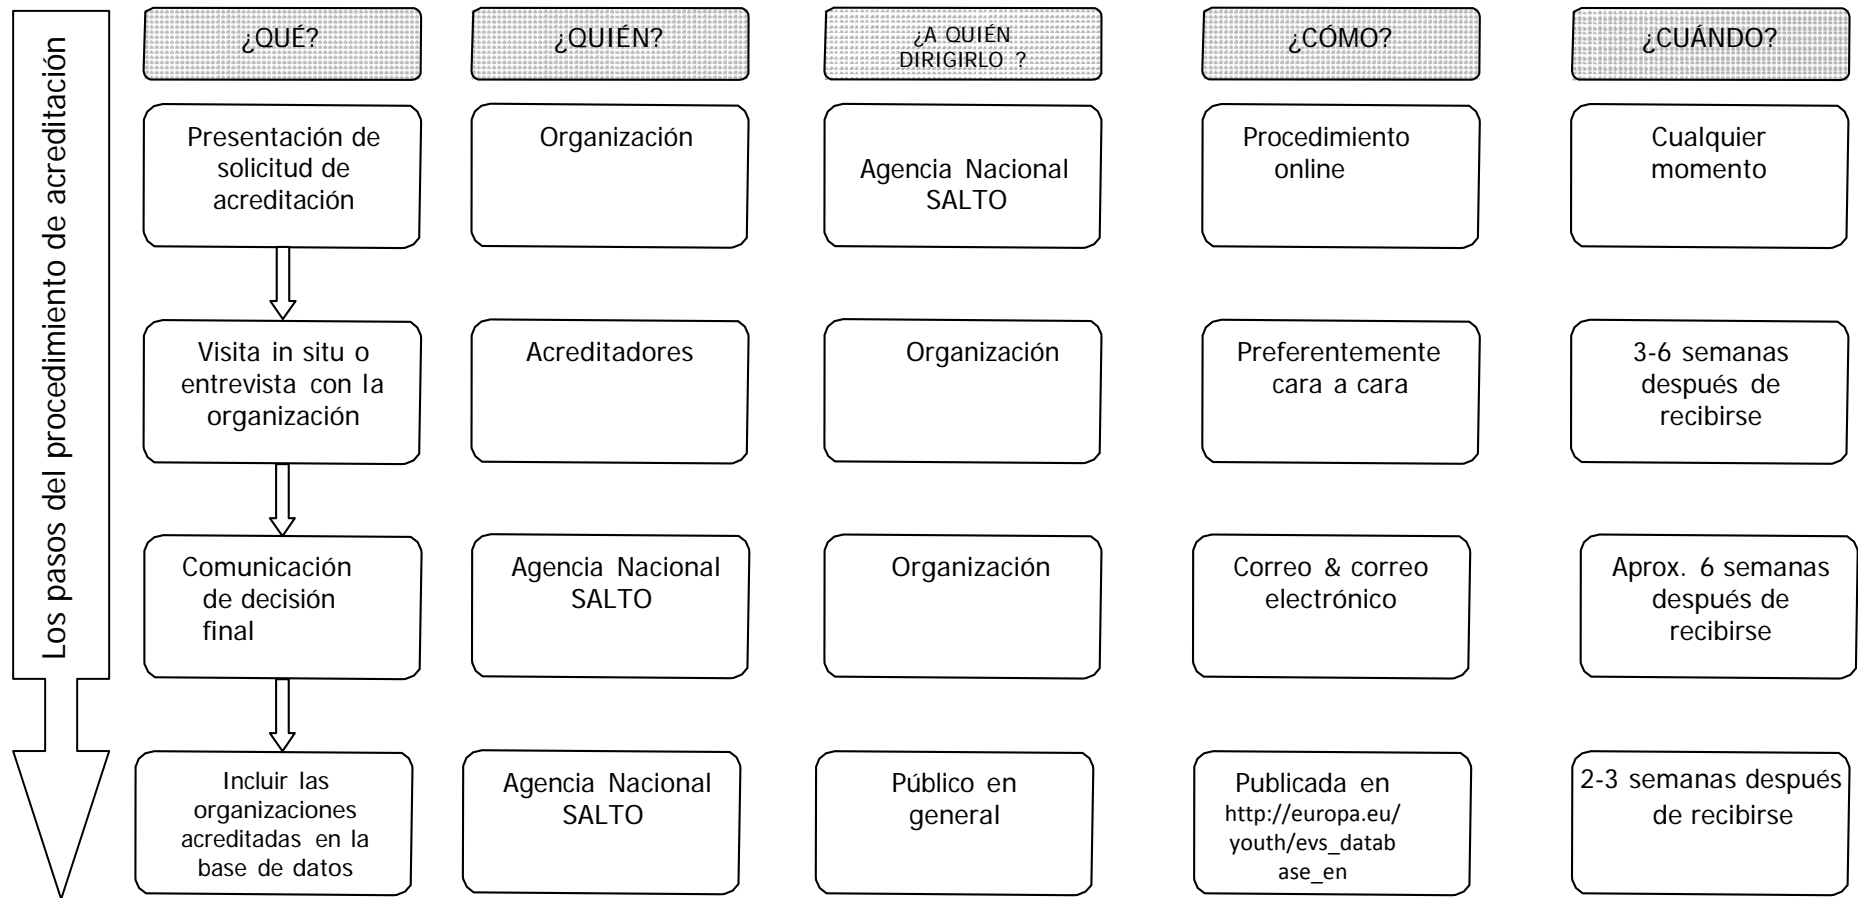 Los pasos del procedimiento de acreditación
¿QUÉ?
¿QUIÉN?
¿A QUIÉN
DIRIGIRLO ?
¿CÓMO?
¿CUÁNDO?
Presentación de
solicitud de
acreditación
Organización
Agencia Nacional
SALTO
Procedimiento
online
Cualquier
momento
Visita in situ o
entrevista con la
organización
Acreditadores
Organización
Preferentemente
cara a cara
3-6 semanas
después de
recibirse
Comunicación
de decisión
final
Agencia Nacional
SALTO
Organización
Correo & correo
electrónico
Aprox. 6 semanas
después de
recibirse
Incluir las
organizaciones
acreditadas en la
base de datos
Agencia Nacional
SALTO
Público en
general
Publicada en
http://europa.eu/
youth/evs_datab
ase_en
2-3 semanas después
de recibirse